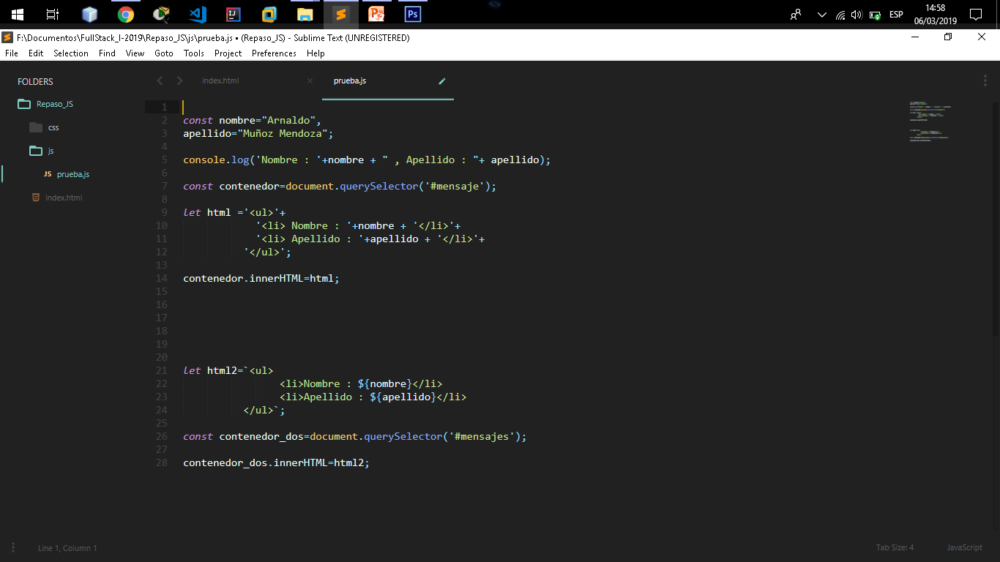 ESP
14:58
06/03/2019
F:\Documentos\FullStack_I-2019\Repaso_JS\js\prueba.js • (Repaso_JS) - Sublime Text (UNREGISTERED)
File Edit Selection Find View Goto Tools Project Preferences Help
FOLDERS
Repaso_JS
css
js
JS prueba.js
index.html
index.html
prueba.js
1
2 const nombre="Arnaldo",
3 apellido="Muñoz Mendoza";
4
5 console.log('Nombre : '+nombre + " , Apellido : "+ apellido);
6
7 const contenedor=document.querySelector('#mensaje');
8
9 let html ='<ul>'+
10 '<li> Nombre : '+nombre + '</li>'+
11 '<li> Apellido : '+apellido + '</li>'+
12 '</ul>';
13
14 contenedor.innerHTML=html;
15
16
17
18
19
20
21 let html2=`<ul>
22 <li>Nombre : ${nombre}</li>
23 <li>Apellido : ${apellido}</li>
24 </ul>`;
25
26 const contenedor_dos=document.querySelector('#mensajes');
27
28 contenedor_dos.innerHTML=html2;
Line 1, Column 1
Tab Size: 4
JavaScript